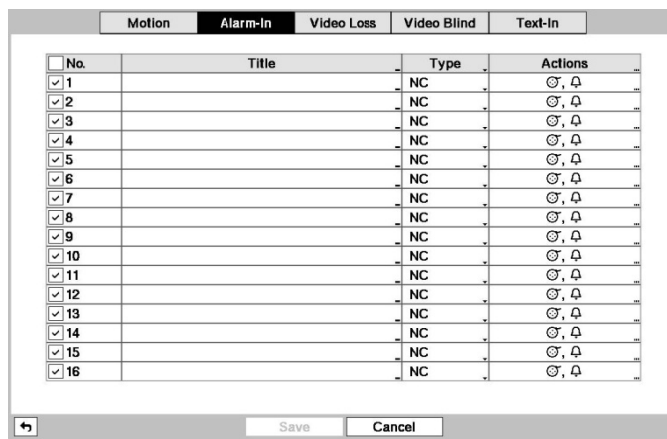 Motion Alarm-In Video Loss Video Blind Text-In
No. Title Type Actions
1 NC
2 NC
3 NC
4 NC
5 NC
6 NC
7 NC
8 NC
9 NC
10 NC
11 NC
12 NC
13 NC
14 NC
15 NC
16 NC
Save Cancel